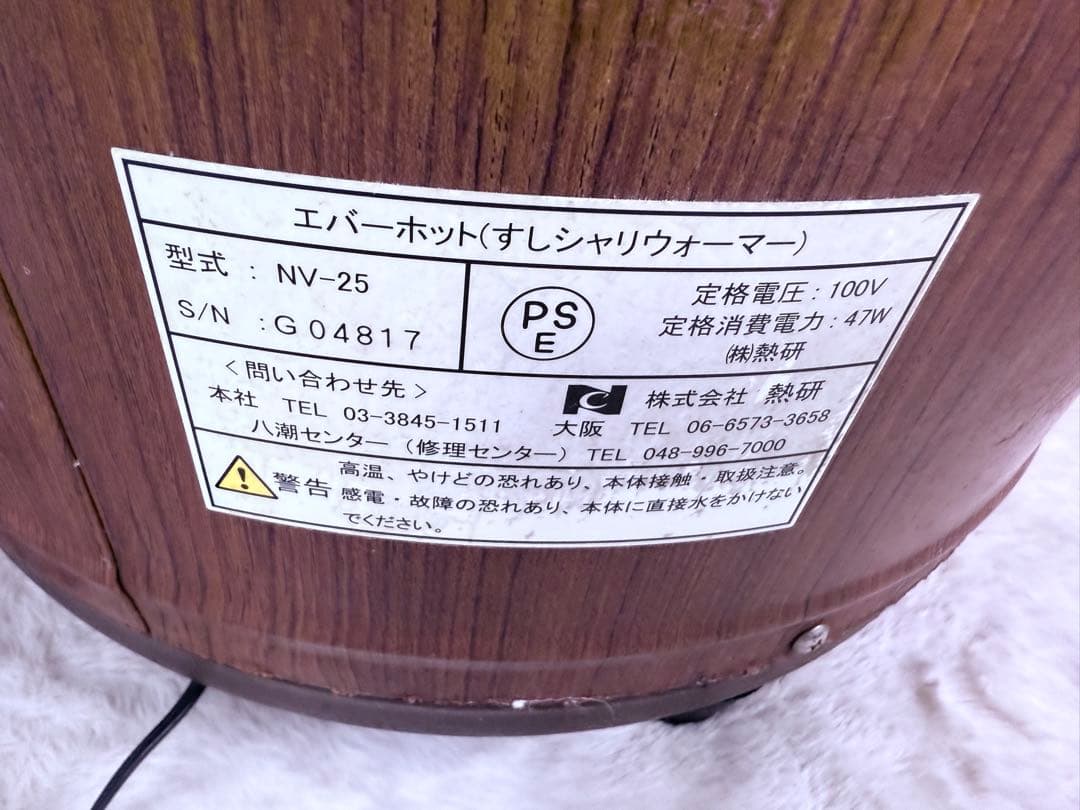 エバーホット(すしシャリウォーマー)
型式 : NV-25
S/N :G04817
PSE
定格電圧:100V
定格消費電力:47W
㈱熱研
<問い合わせ先>
株式会社 熱研
本社 TEL 03-3845-1511 大阪 TEL 06-6573-3658
八潮センター (修理センター) TEL 048-996-7000
警告
高温、やけどの恐れあり、本体接触・取扱注意。
感電・故障の恐れあり、本体に直接水をかけない
でください。